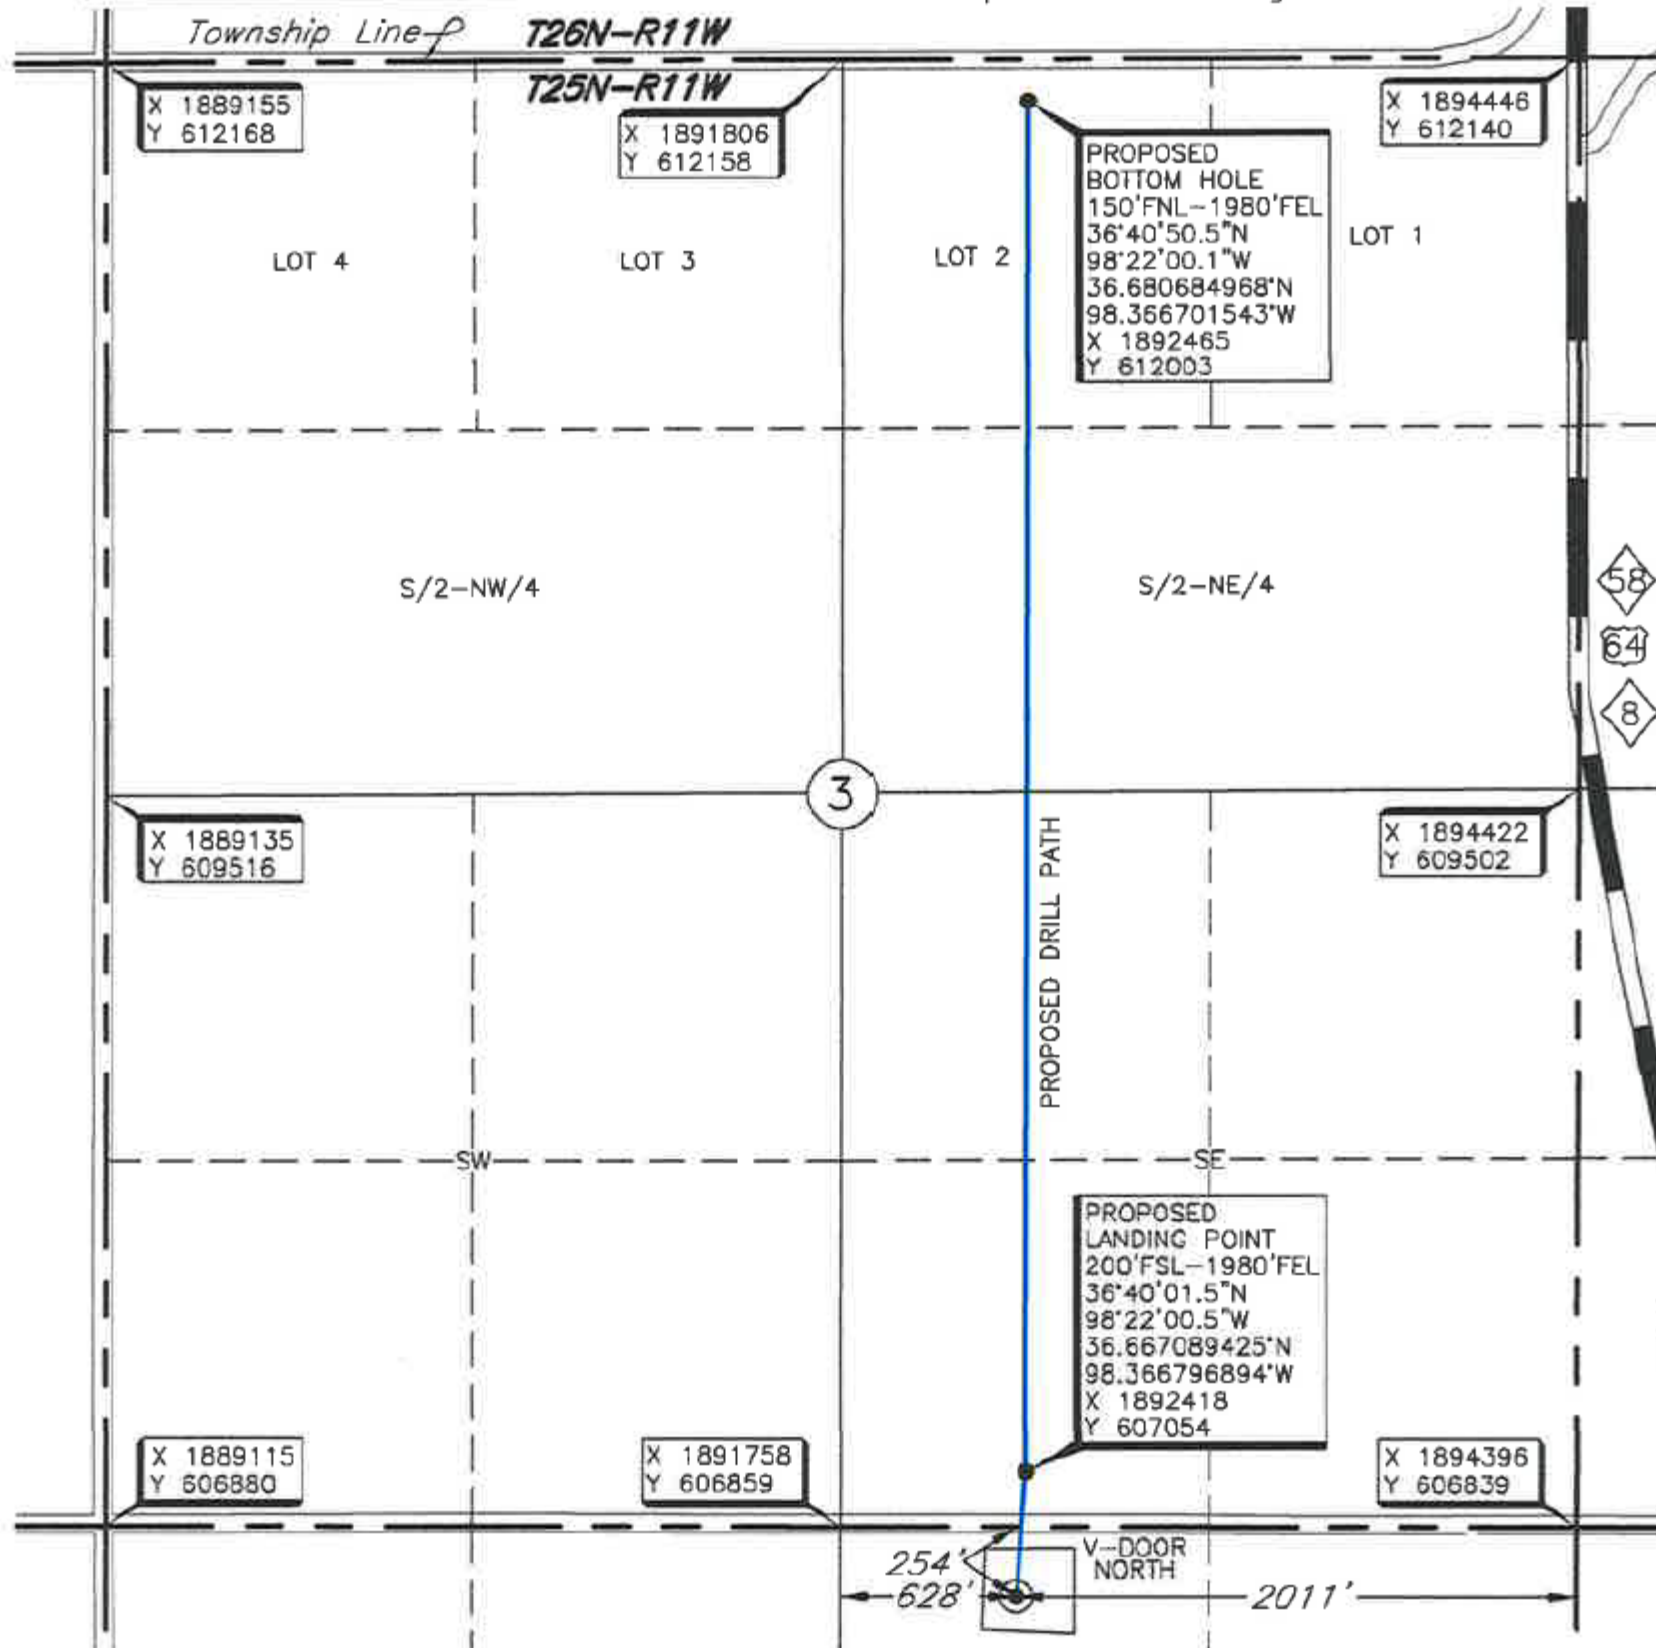 Township Line
T26N-R11W
T25N-R11W
X 1889155
Y 612168
X 1891806
Y 612158
X 1894446
Y 612140
PROPOSED
BOTTOM HOLE
150'FNL-1980'FEL
36°40'50.5"N
98°22'00.1"W
36.680684968°N
98.366701543°W
X 1892465
Y 612003
LOT 4
LOT 3
LOT 2
LOT 1
S/2-NW/4
S/2-NE/4
58
64
8
3
X 1889135
Y 609516
X 1894422
Y 609502
PROPOSED DRILL PATH
SW
SE
PROPOSED
LANDING POINT
200'FSL-1980'FEL
36°40'01.5"N
98°22'00.5"W
36.667089425°N
98.366796894°W
X 1892418
Y 607054
X 1889115
Y 606880
X 1891758
Y 606859
X 1894396
Y 606839
V-DOOR
NORTH
254'
628'
2011'